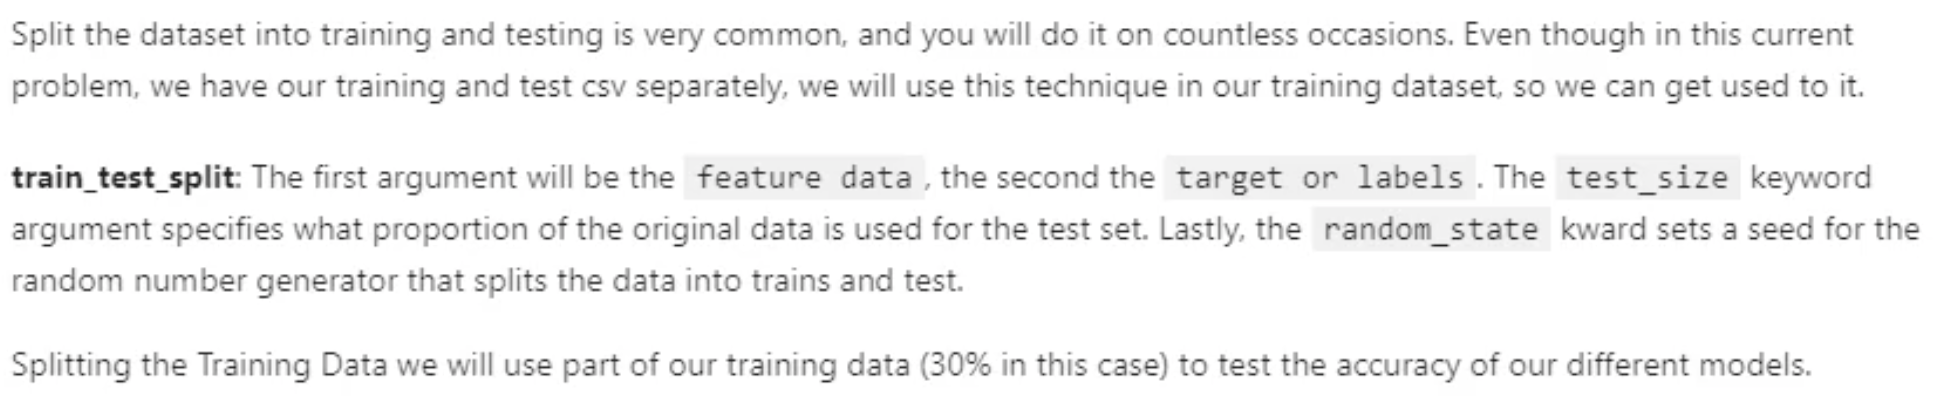 Split the dataset into training and testing is very common, and you will do it on countless occasions. Even though in this current
problem, we have our training and test csv separately, we will use this technique in our training dataset, so we can get used to it.
train_test_split: The first argument will be the feature data , the second the target or labels . The test_size keyword
argument specifies what proportion of the original data is used for the test set. Lastly, the random_state kward sets a seed for the
random number generator that splits the data into trains and test.
Splitting the Training Data we will use part of our training data (30% in this case) to test the accuracy of our different models.